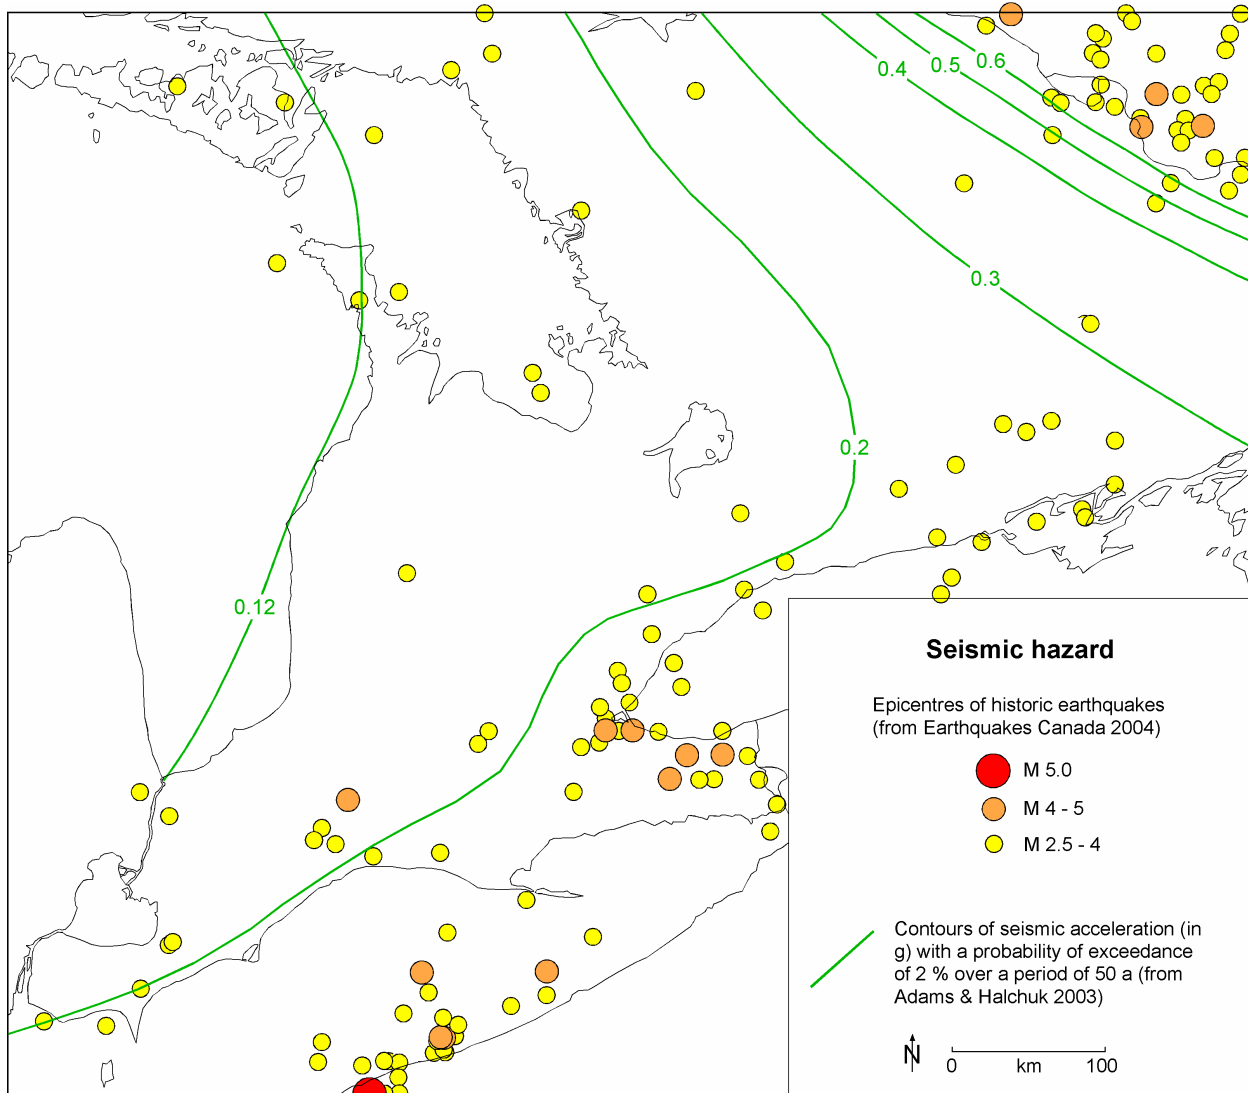 0.4
0.5
0.6
0.3
0.2
0.12
Seismic hazard
Epicentres of historic earthquakes
(from Earthquakes Canada 2004)
M 5.0
M 4 - 5
M 2.5 - 4
Contours of seismic acceleration (in
g) with a probability of exceedance
of 2 % over a period of 50 a (from
Adams & Halchuk 2003)
N
0
km
100